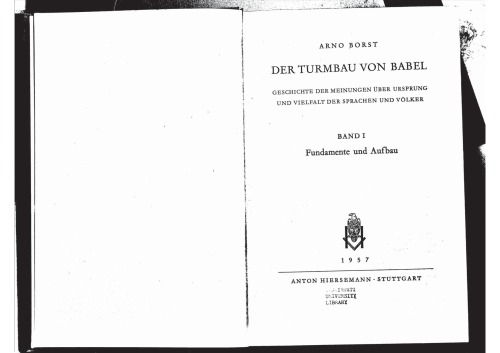 ARNO BORST
DER TURMBAU VON BABEL
GESCHICHTE DER MEINUNGEN ÜBER URSPRUNG
UND VIELFALT DER SPRACHEN UND VÖLKER
BAND I
Fundamente und Aufbau
1957
ANTON HIERSEMANN · STUTTGART
UNIVERSITY
LIBRARY